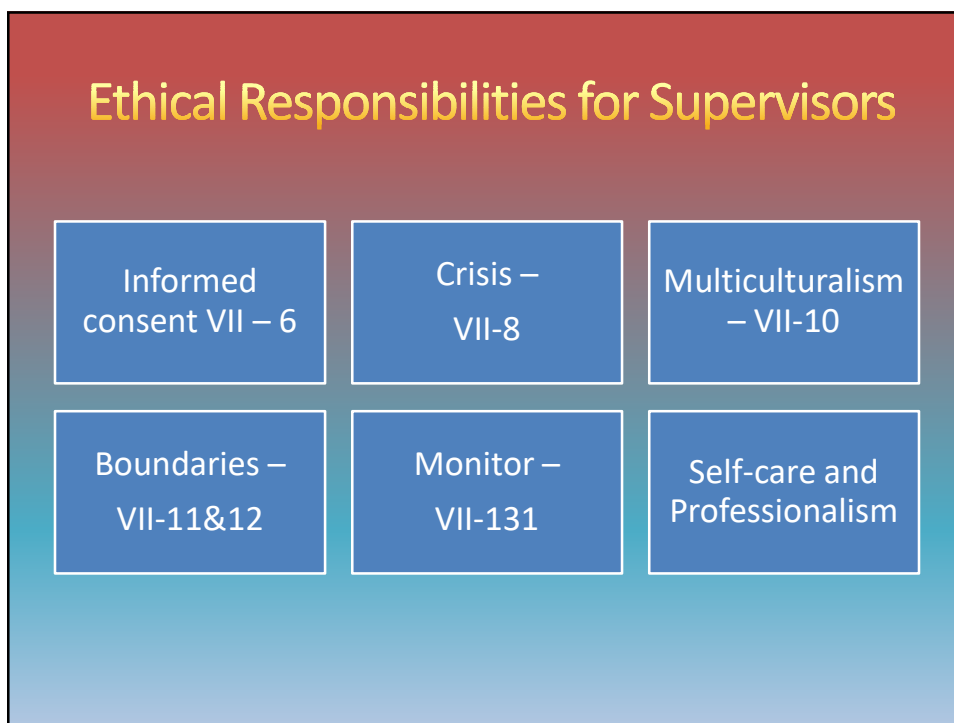 Ethical Responsibilities for Supervisors
Informed
consent VII – 6
Crisis –
VII-8
Multiculturalism
– VII-10
Boundaries –
VII-11&12
Monitor –
VII-131
Self-care and
Professionalism